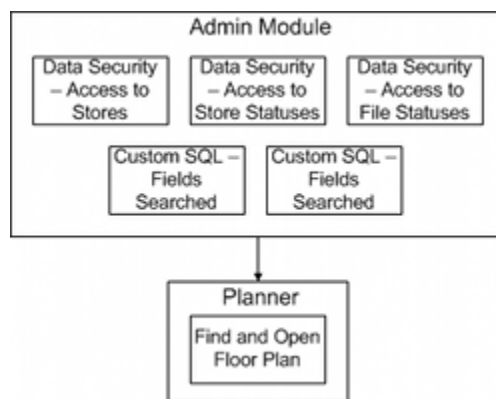 Admin Module
Data Security
– Access to
Stores
Data Security
– Access to
Store Statuses
Data Security
– Access to
File Statuses
Custom SQL –
Fields
Searched
Custom SQL –
Fields
Searched
Planner
Find and Open
Floor Plan